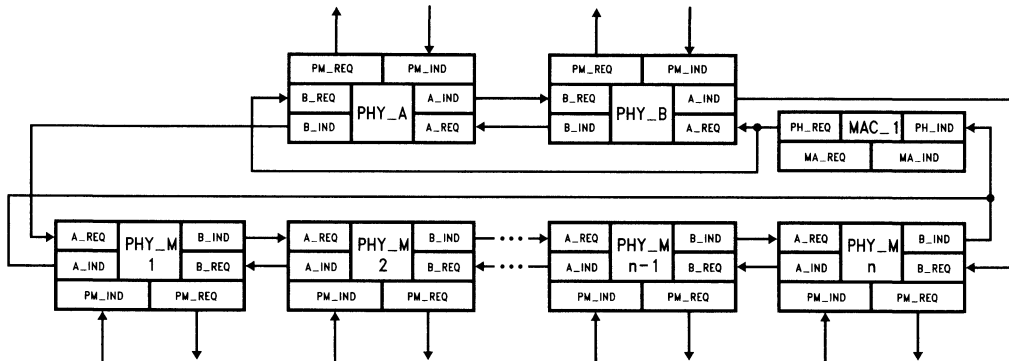 PM_REQ PM_IND PM_REQ PM_IND
B_REQ PHY_A A_IND B_REQ PHY_B A_IND
B_IND A_REQ B_IND A_REQ PH_REQ MAC_1 PH_IND
MA_REQ MA_IND
A_REQ PHY_M B_IND A_REQ PHY_M B_IND A_REQ PHY_M B_IND A_REQ PHY_M B_IND
A_IND 1 B_REQ A_IND 2 B_REQ A_IND n-1 B_REQ A_IND n B_REQ
PM_IND PM_REQ PM_IND PM_REQ PM_IND PM_REQ PM_IND PM_REQ